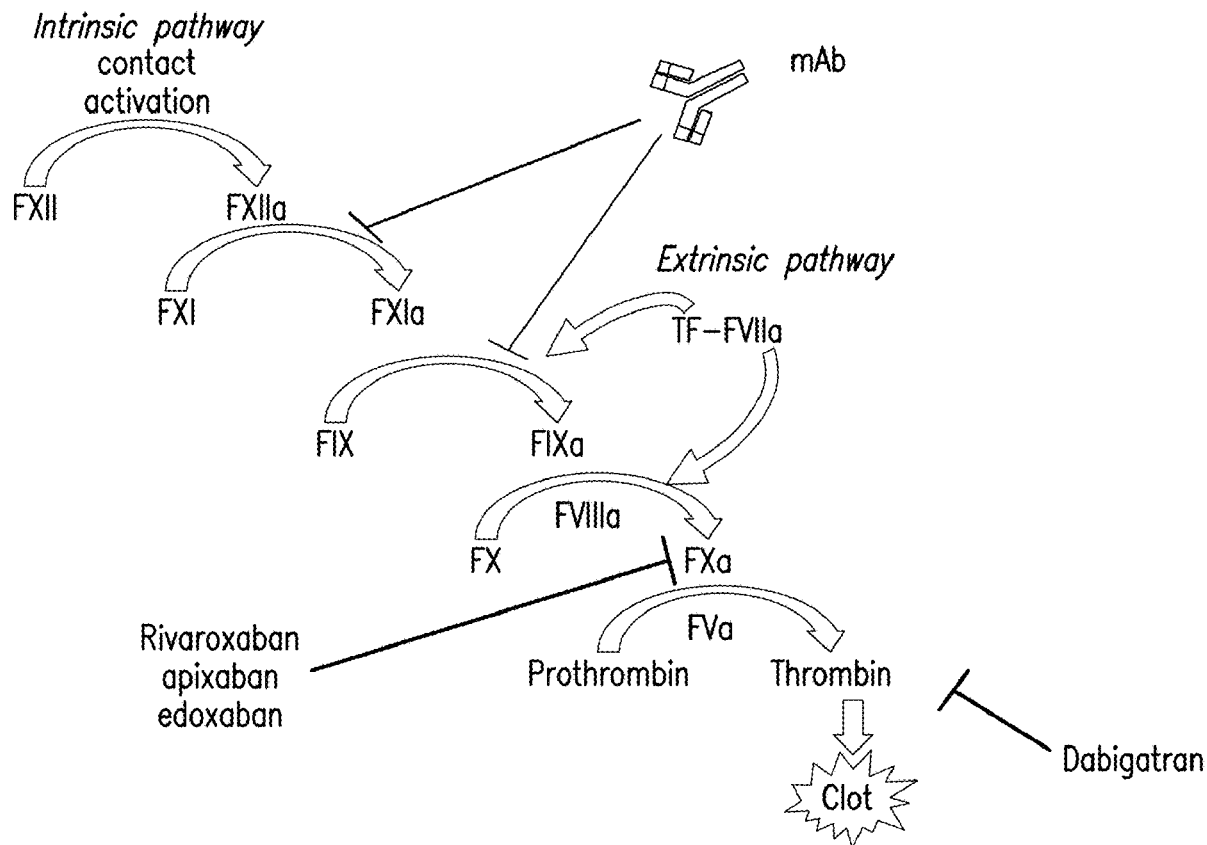 Intrinsic pathway
contact
activation
mAb
FXII
FXIIa
Extrinsic pathway
FXI
FXIa
TF-FVIIa
FIX
FIXa
FVIIIa
FX
FXa
FVa
Rivaroxaban
apixaban
edoxaban
Prothrombin
Thrombin
Dabigatran
Clot